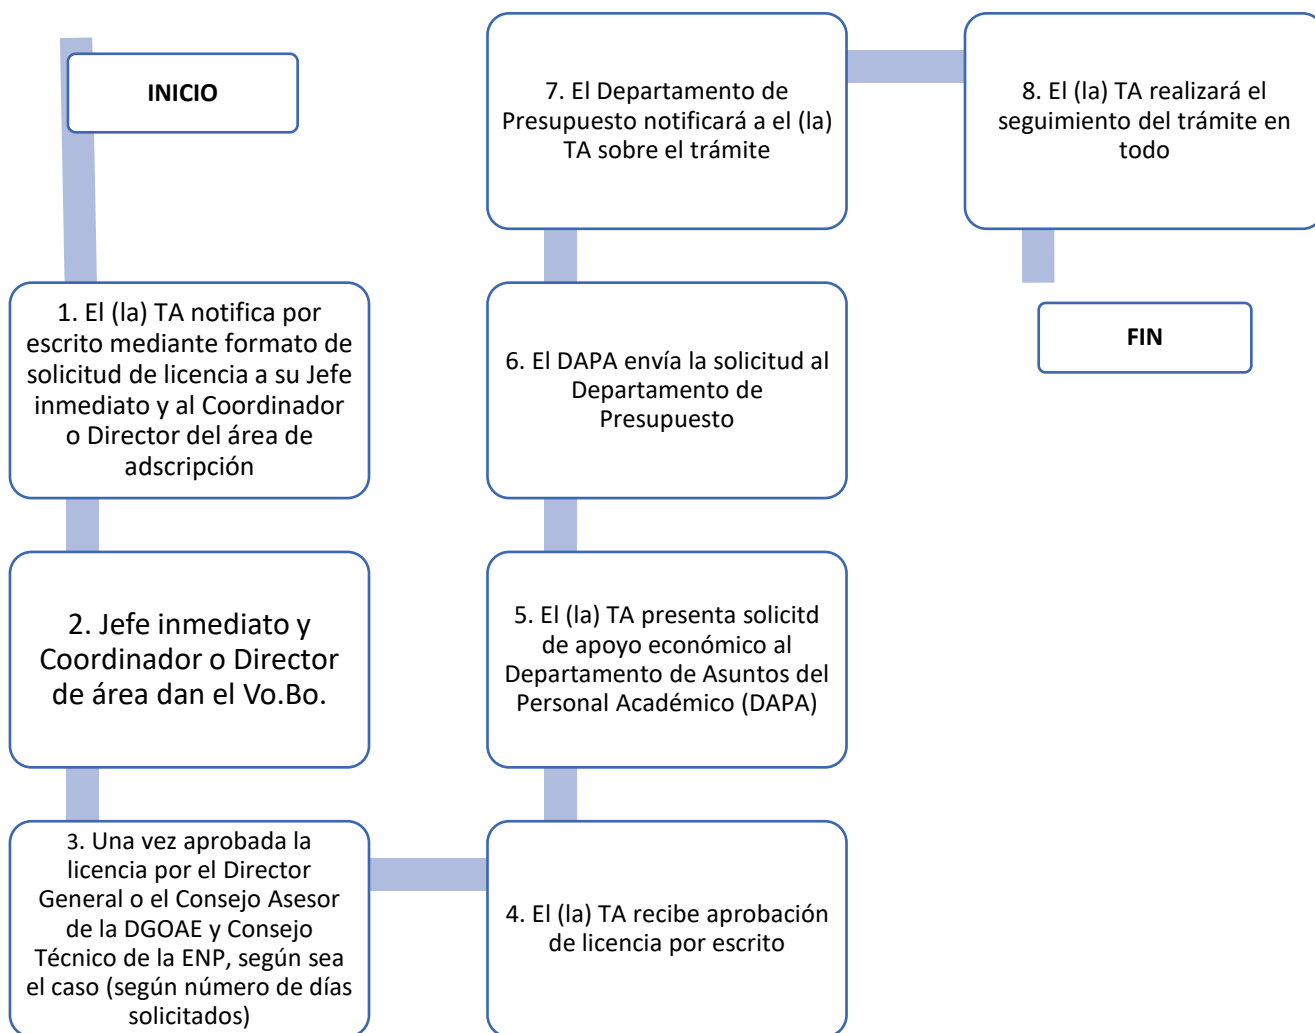 INICIO
1. El (la) TA notifica por
escrito mediante formato de
solicitud de licencia a su Jefe
inmediato y al Coordinador
o Director del área de
adscripción
2. Jefe inmediato y
Coordinador o Director
de área dan el Vo.Bo.
3. Una vez aprobada la
licencia por el Director
General o el Consejo Asesor
de la DGOAE y Consejo
Técnico de la ENP, según sea
el caso (según número de días
solicitados)
4. El (la) TA recibe aprobación
de licencia por escrito
5. El (la) TA presenta solicitd
de apoyo económico al
Departamento de Asuntos del
Personal Académico (DAPA)
6. El DAPA envía la solicitud al
Departamento de
Presupuesto
7. El Departamento de
Presupuesto notificará a el (la)
TA sobre el trámite
8. El (la) TA realizará el
seguimiento del trámite en
todo
FIN